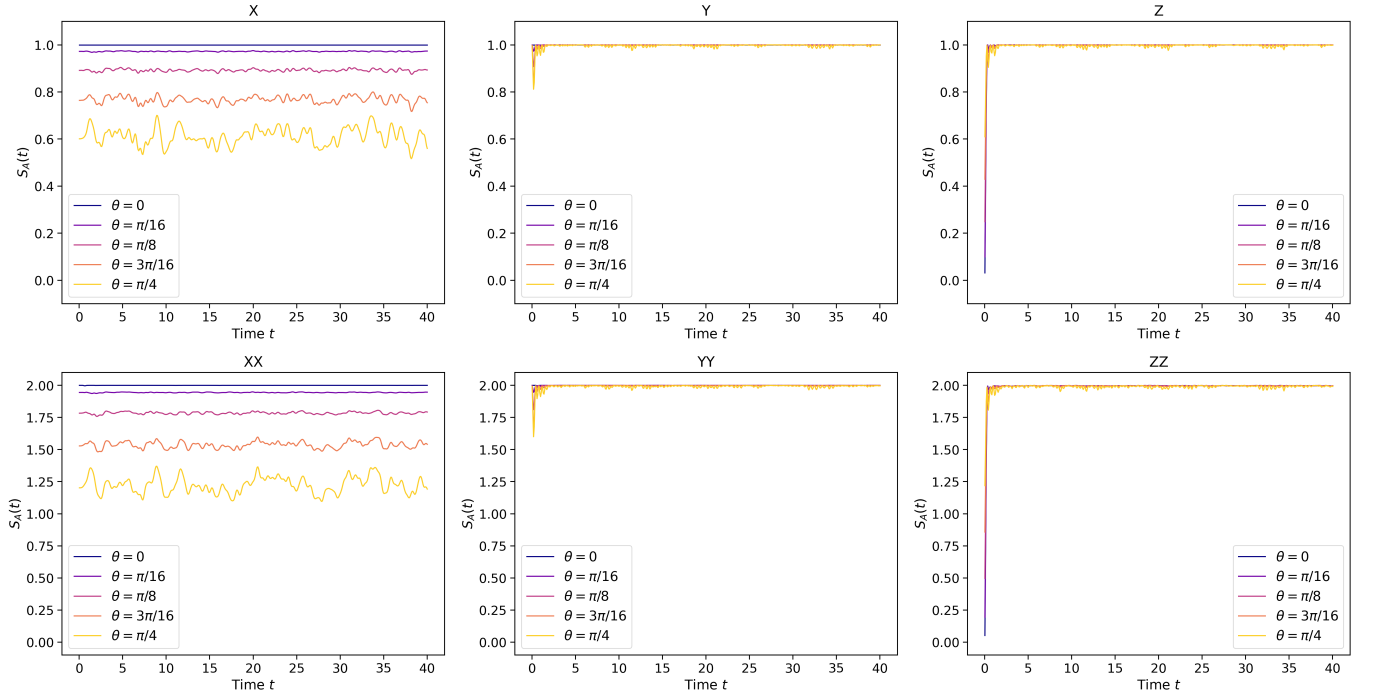 X
1.0
0.8
0.6
0.4
0.2
0.0
S_A(t)
θ = 0
θ = π/16
θ = π/8
θ = 3π/16
θ = π/4
0 5 10 15 20 25 30 35 40
Time t
Y
1.0
0.8
0.6
0.4
0.2
0.0
S_A(t)
θ = 0
θ = π/16
θ = π/8
θ = 3π/16
θ = π/4
0 5 10 15 20 25 30 35 40
Time t
Z
1.0
0.8
0.6
0.4
0.2
0.0
S_A(t)
θ = 0
θ = π/16
θ = π/8
θ = 3π/16
θ = π/4
0 5 10 15 20 25 30 35 40
Time t
XX
2.00
1.75
1.50
1.25
1.00
0.75
0.50
0.25
0.00
S_A(t)
θ = 0
θ = π/16
θ = π/8
θ = 3π/16
θ = π/4
0 5 10 15 20 25 30 35 40
Time t
YY
2.00
1.75
1.50
1.25
1.00
0.75
0.50
0.25
0.00
S_A(t)
θ = 0
θ = π/16
θ = π/8
θ = 3π/16
θ = π/4
0 5 10 15 20 25 30 35 40
Time t
ZZ
2.00
1.75
1.50
1.25
1.00
0.75
0.50
0.25
0.00
S_A(t)
θ = 0
θ = π/16
θ = π/8
θ = 3π/16
θ = π/4
0 5 10 15 20 25 30 35 40
Time t